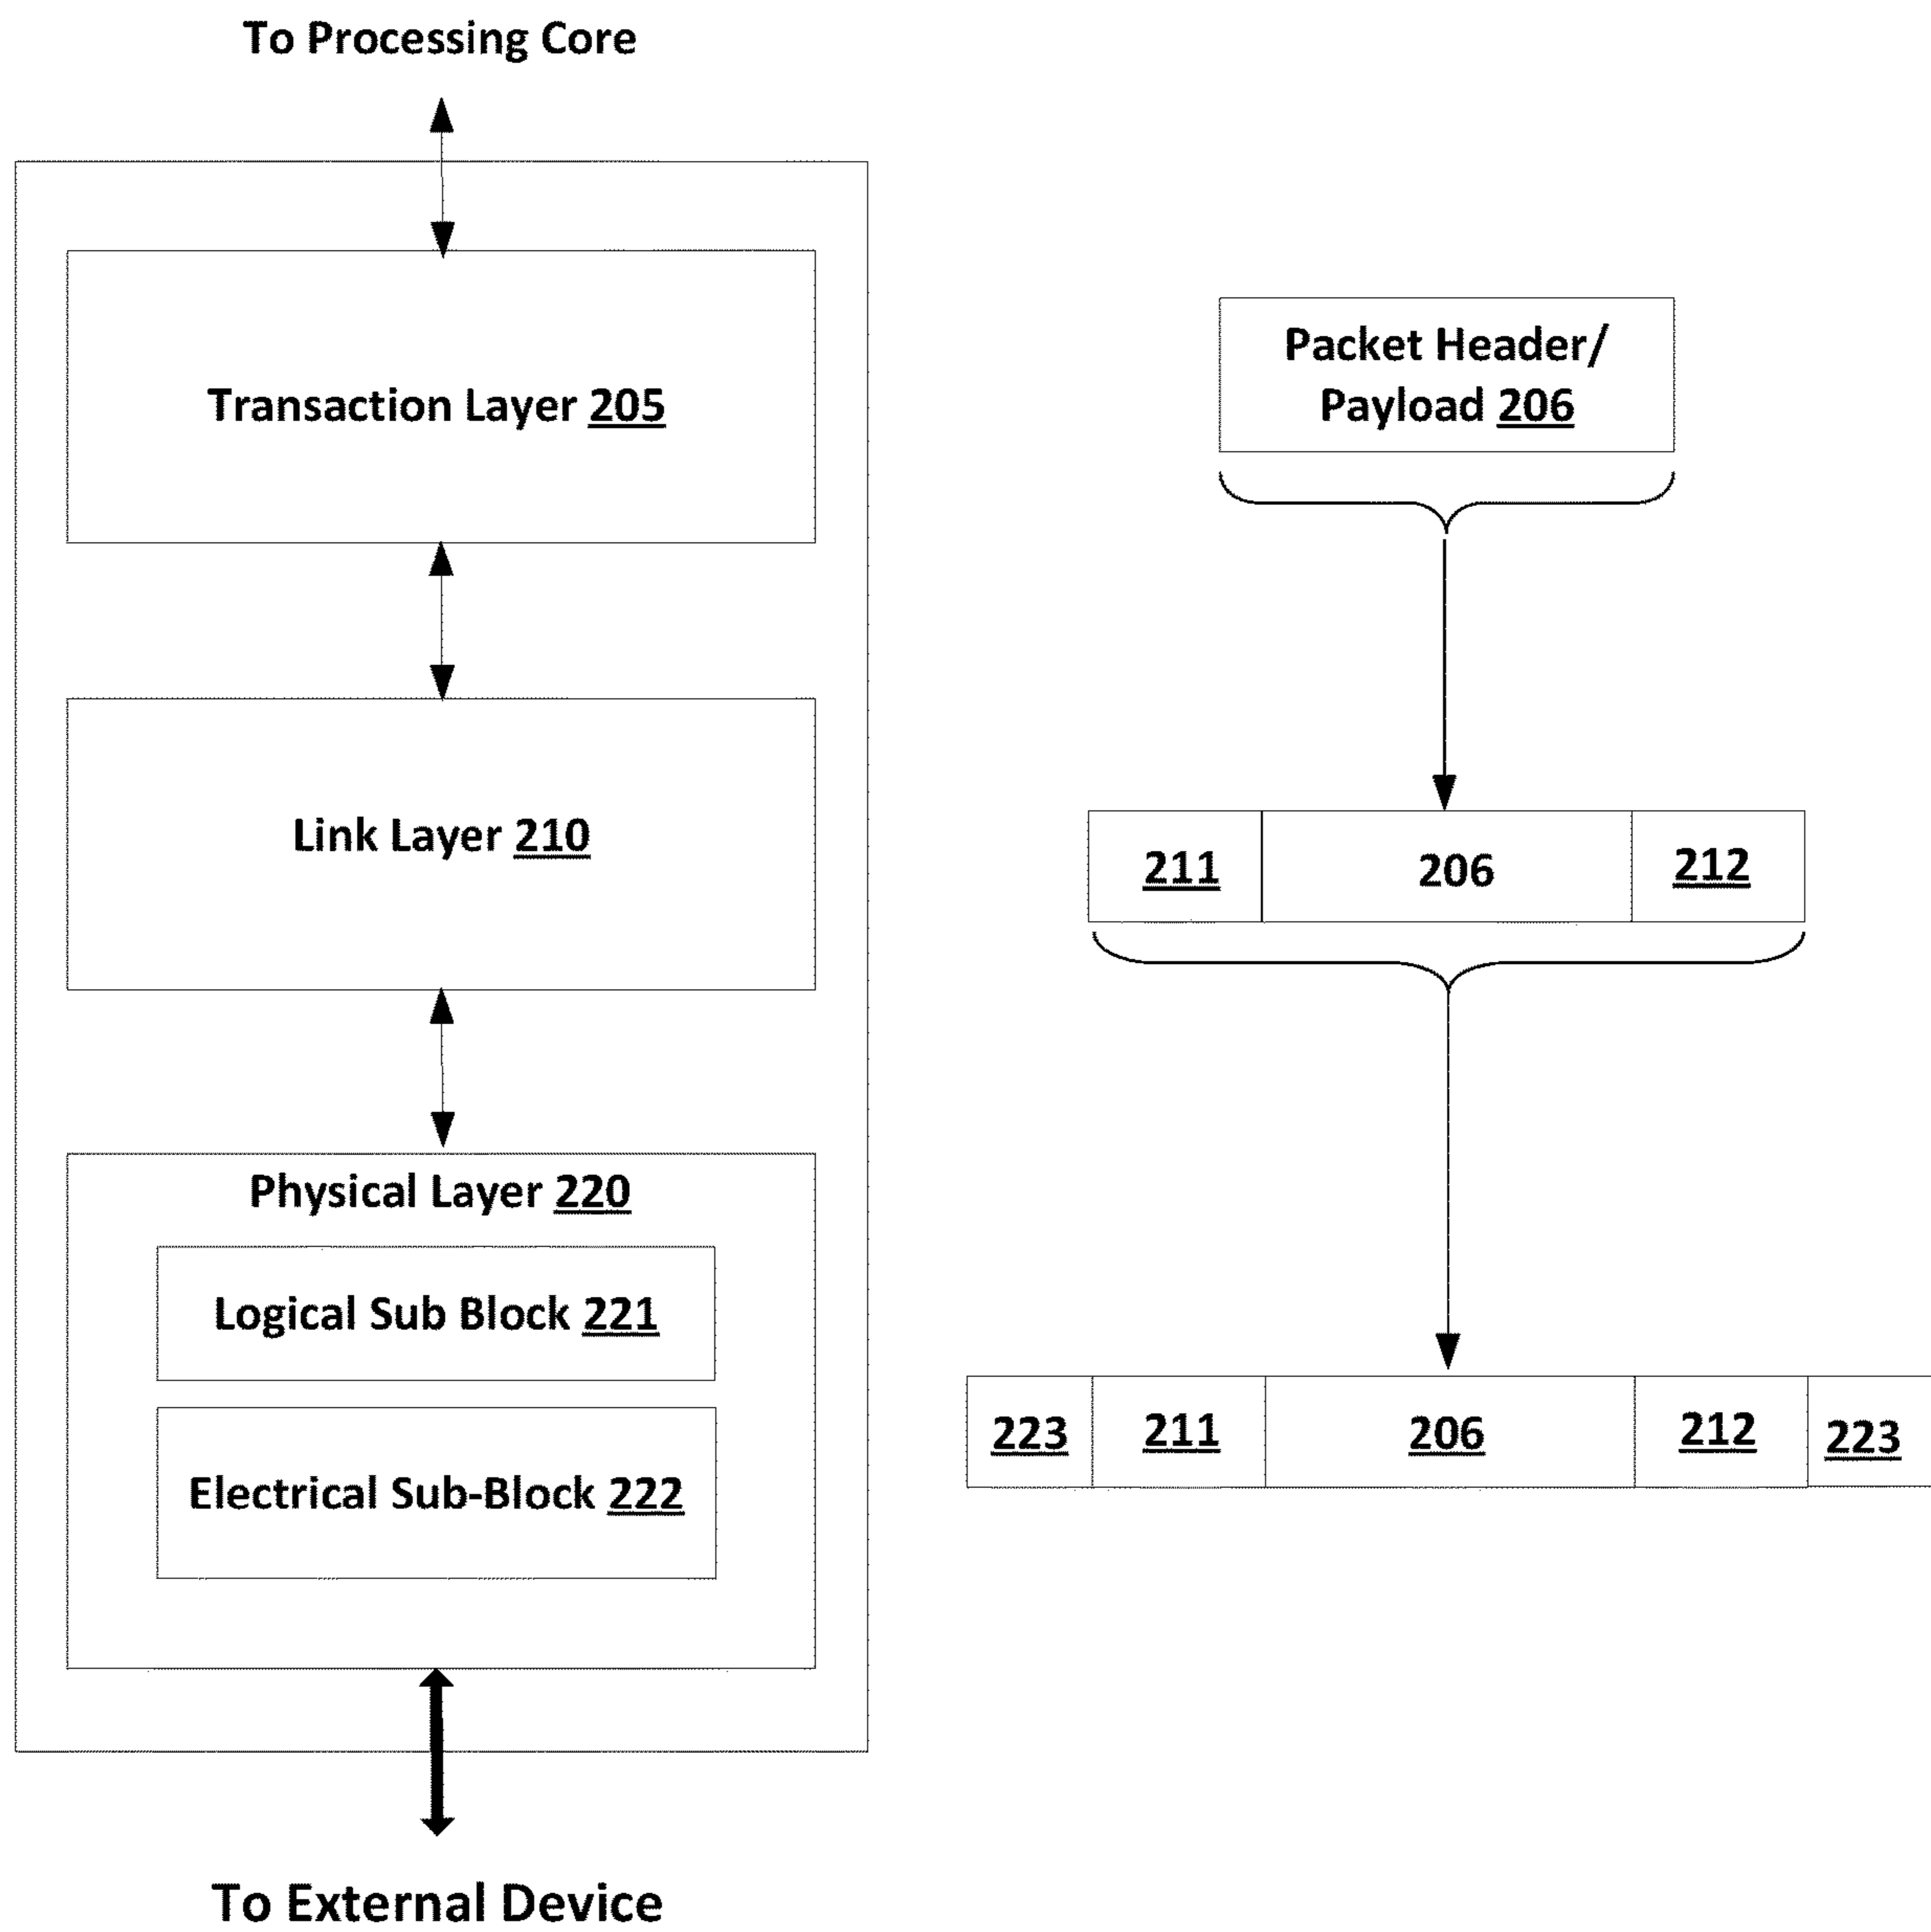 To Processing Core
Transaction Layer 205
Packet Header/
Payload 206
Link Layer 210
211 206 212
Physical Layer 220
Logical Sub Block 221
Electrical Sub-Block 222
223 211 206 212 223
To External Device